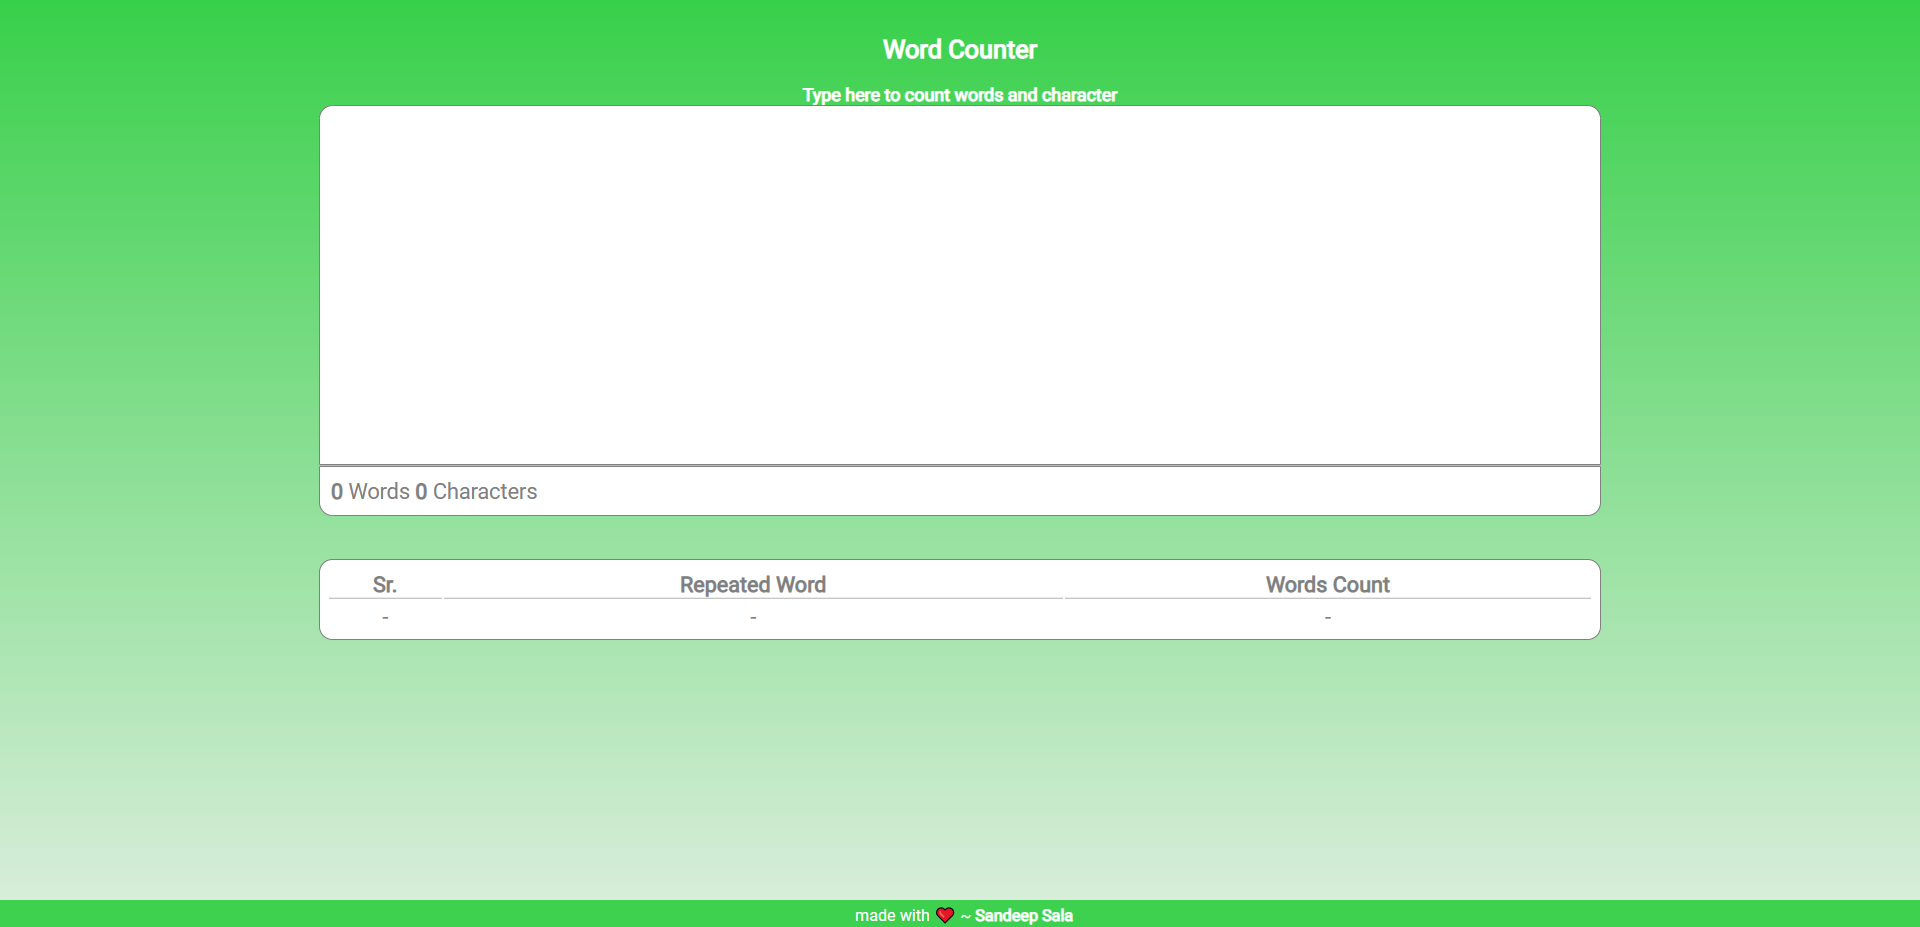 Word Counter
Type here to count words and character
0 Words 0 Characters
Sr. Repeated Word Words Count
- - -
made with ❤️ ~ Sandeep Sala